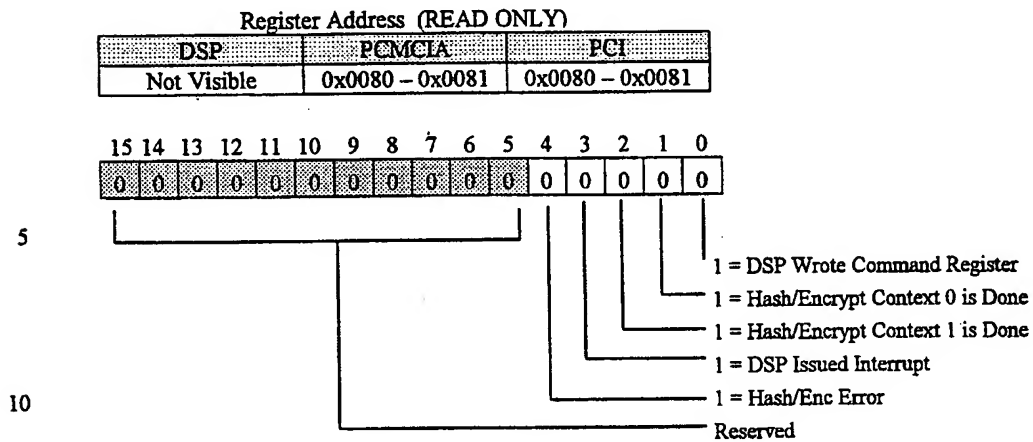 Register Address (READ ONLY)
DSP PCMCIA PCI
Not Visible 0x0080 – 0x0081 0x0080 – 0x0081
15 14 13 12 11 10 9 8 7 6 5 4 3 2 1 0
0 0 0 0 0 0 0 0 0 0 0 0 0 0 0 0
5
1 = DSP Wrote Command Register
1 = Hash/Encrypt Context 0 is Done
1 = Hash/Encrypt Context 1 is Done
1 = DSP Issued Interrupt
10 1 = Hash/Enc Error
Reserved